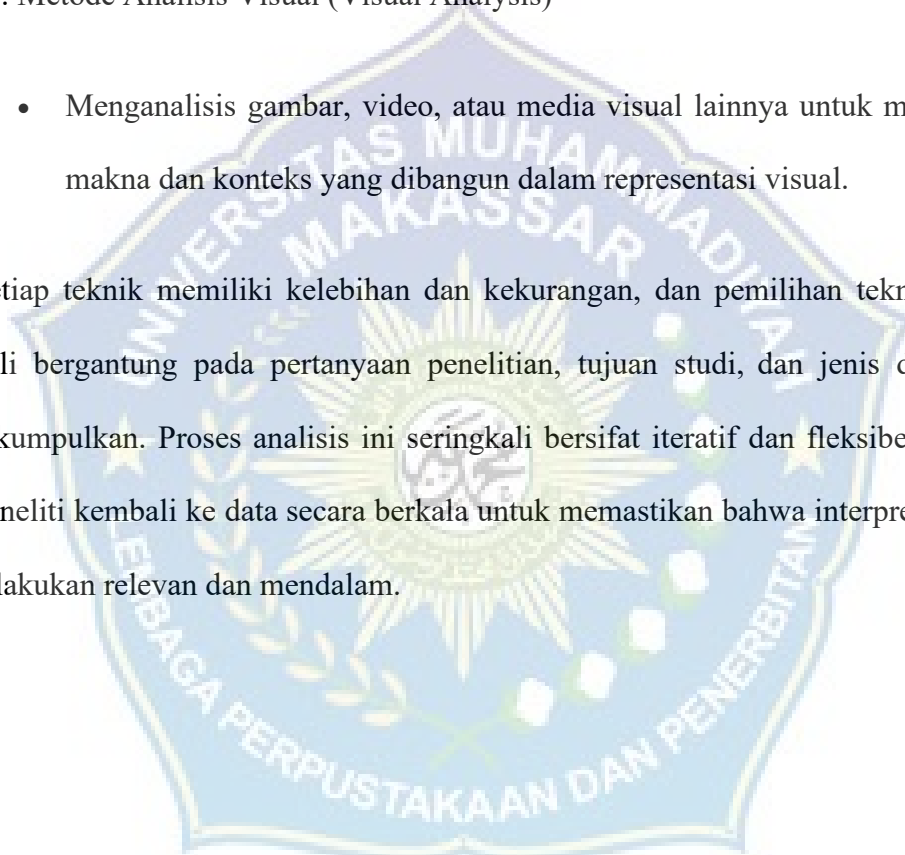 . Metode Analisis Visual (Visual Analysis)
• Menganalisis gambar, video, atau media visual lainnya untuk m
makna dan konteks yang dibangun dalam representasi visual.
etiap teknik memiliki kelebihan dan kekurangan, dan pemilihan tekn
li bergantung pada pertanyaan penelitian, tujuan studi, dan jenis d
kumpulkan. Proses analisis ini seringkali bersifat iteratif dan fleksibe
neliti kembali ke data secara berkala untuk memastikan bahwa interpre
lakukan relevan dan mendalam.
UNIVERSITAS MUHAMMADIYAH
MAKASSAR
LEMBAGA PERPUSTAKAAN DAN PENERBITAN